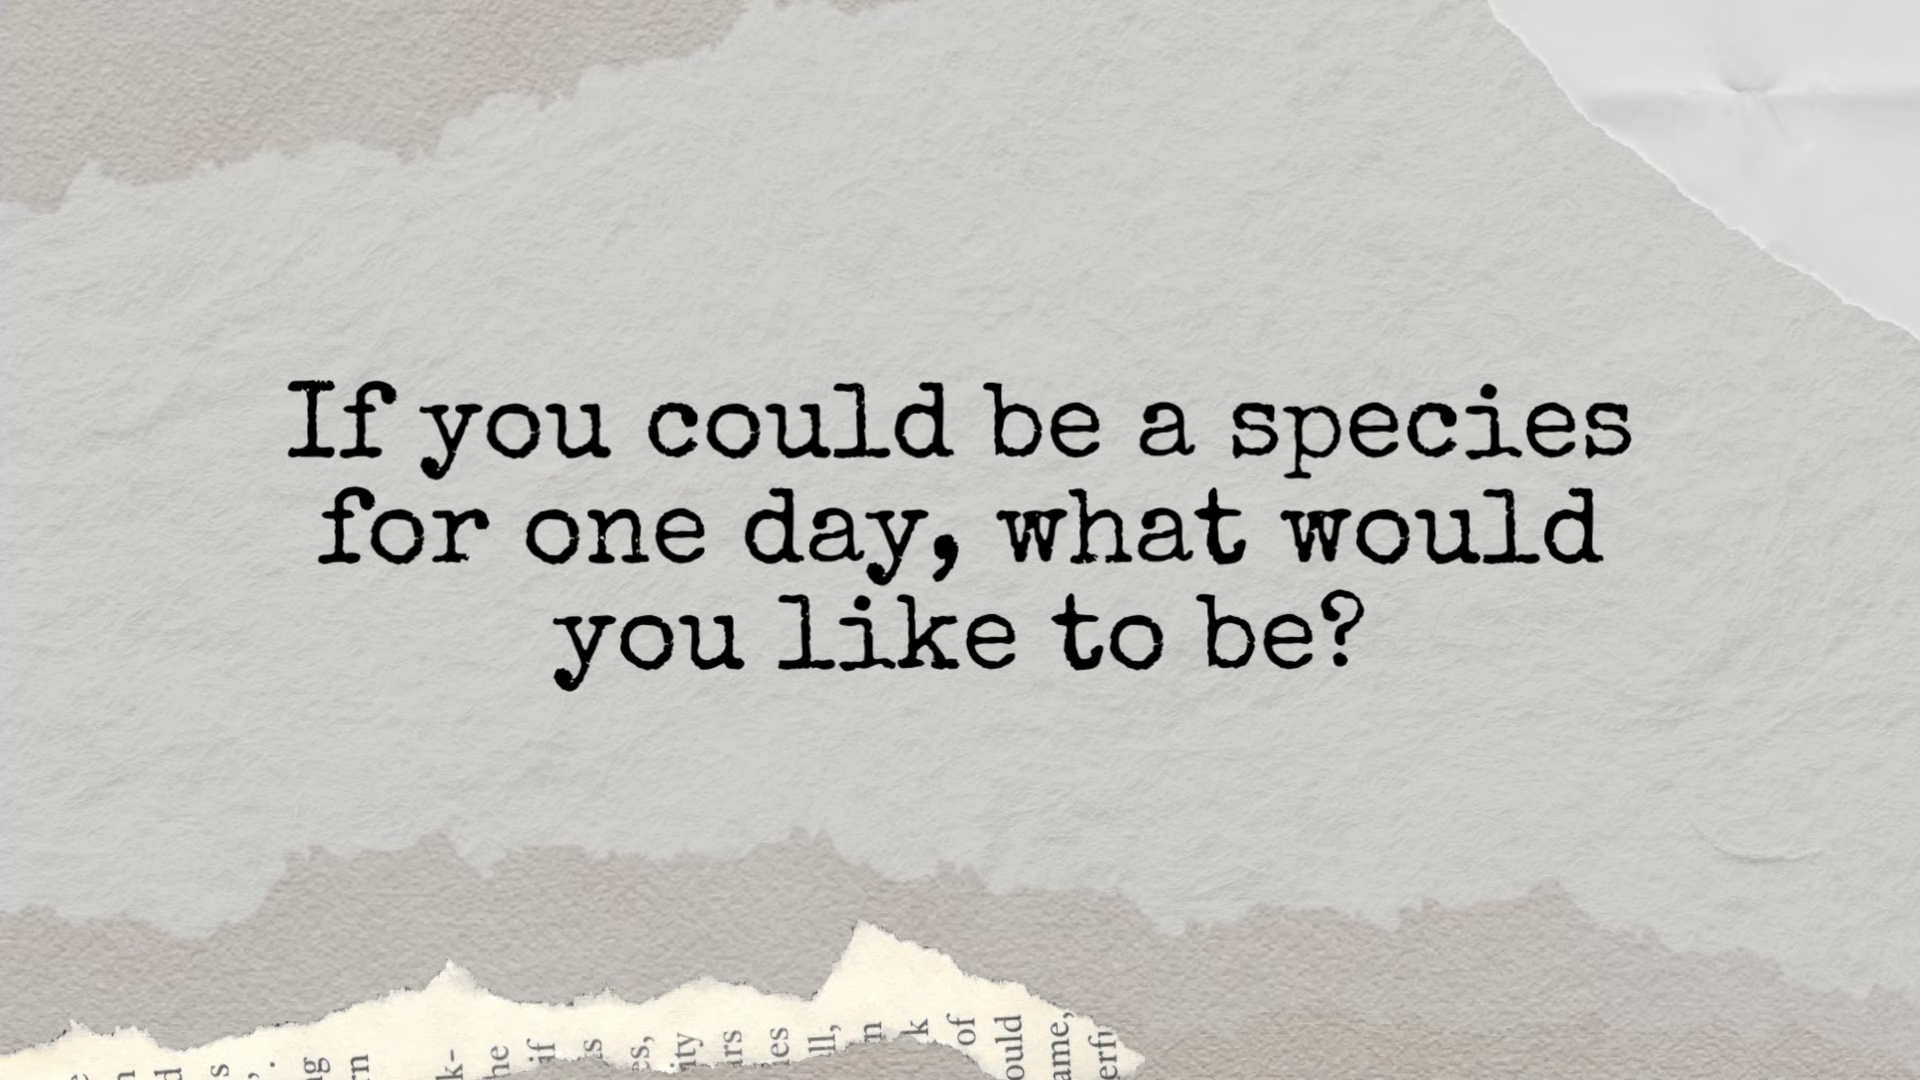 If you could be a species
for one day, what would
you like to be?